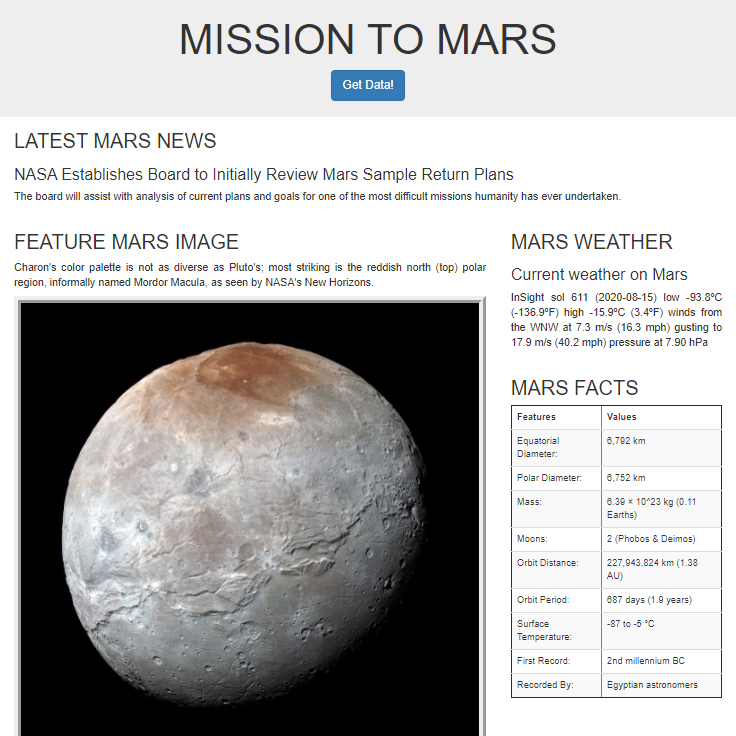 MISSION TO MARS
Get Data!
LATEST MARS NEWS
NASA Establishes Board to Initially Review Mars Sample Return Plans
The board will assist with analysis of current plans and goals for one of the most difficult missions humanity has ever undertaken.
FEATURE MARS IMAGE
Charon's color palette is not as diverse as Pluto's; most striking is the reddish north (top) polar
region, informally named Mordor Macula, as seen by NASA's New Horizons.
MARS WEATHER
Current weather on Mars
InSight sol 611 (2020-08-15) low -93.8ºC
(-136.9ºF) high -15.9ºC (3.4ºF) winds from
the WNW at 7.3 m/s (16.3 mph) gusting to
17.9 m/s (40.2 mph) pressure at 7.90 hPa
MARS FACTS
Features Values
Equatorial
Diameter: 6,792 km
Polar Diameter: 6,752 km
Mass: 6.39 × 10^23 kg (0.11
Earths)
Moons: 2 (Phobos & Deimos)
Orbit Distance: 227,943,824 km (1.38
AU)
Orbit Period: 687 days (1.9 years)
Surface
Temperature: -87 to -5 °C
First Record: 2nd millennium BC
Recorded By: Egyptian astronomers